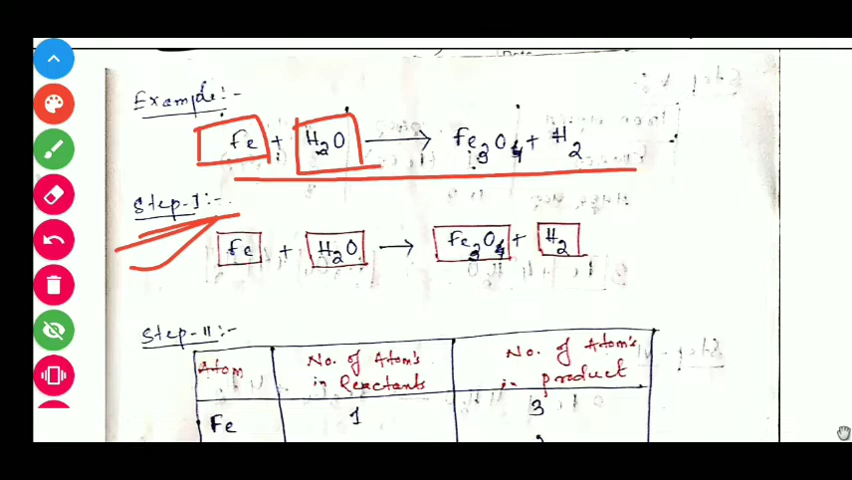 Example:-
Fe + H2O → Fe3O4 + H2
Step-I:-
Fe + H2O → Fe3O4 + H2
Step-II:-
Atom No. of Atom's in Reactants No. of Atom's in product
Fe 1 3